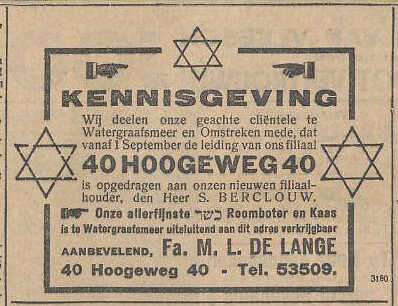 KENNISGEVING
Wij deelen onze geachte cliëntele te
Watergraafsmeer en Omstreken mede, dat
vanaf 1 September de leiding van ons filiaal
40 HOOGEWEG 40
is opgedragen aan onzen nieuwen filiaal-
houder, den Heer S. BERCLOUW.
Onze allerfijnste כשר Roomboter en Kaas
is te Watergraafsmeer uitsluitend aan dit adres verkrijgbaar
AANBEVELEND, Fa. M. L. DE LANGE
40 Hoogeweg 40 - Tel. 53509.
3180